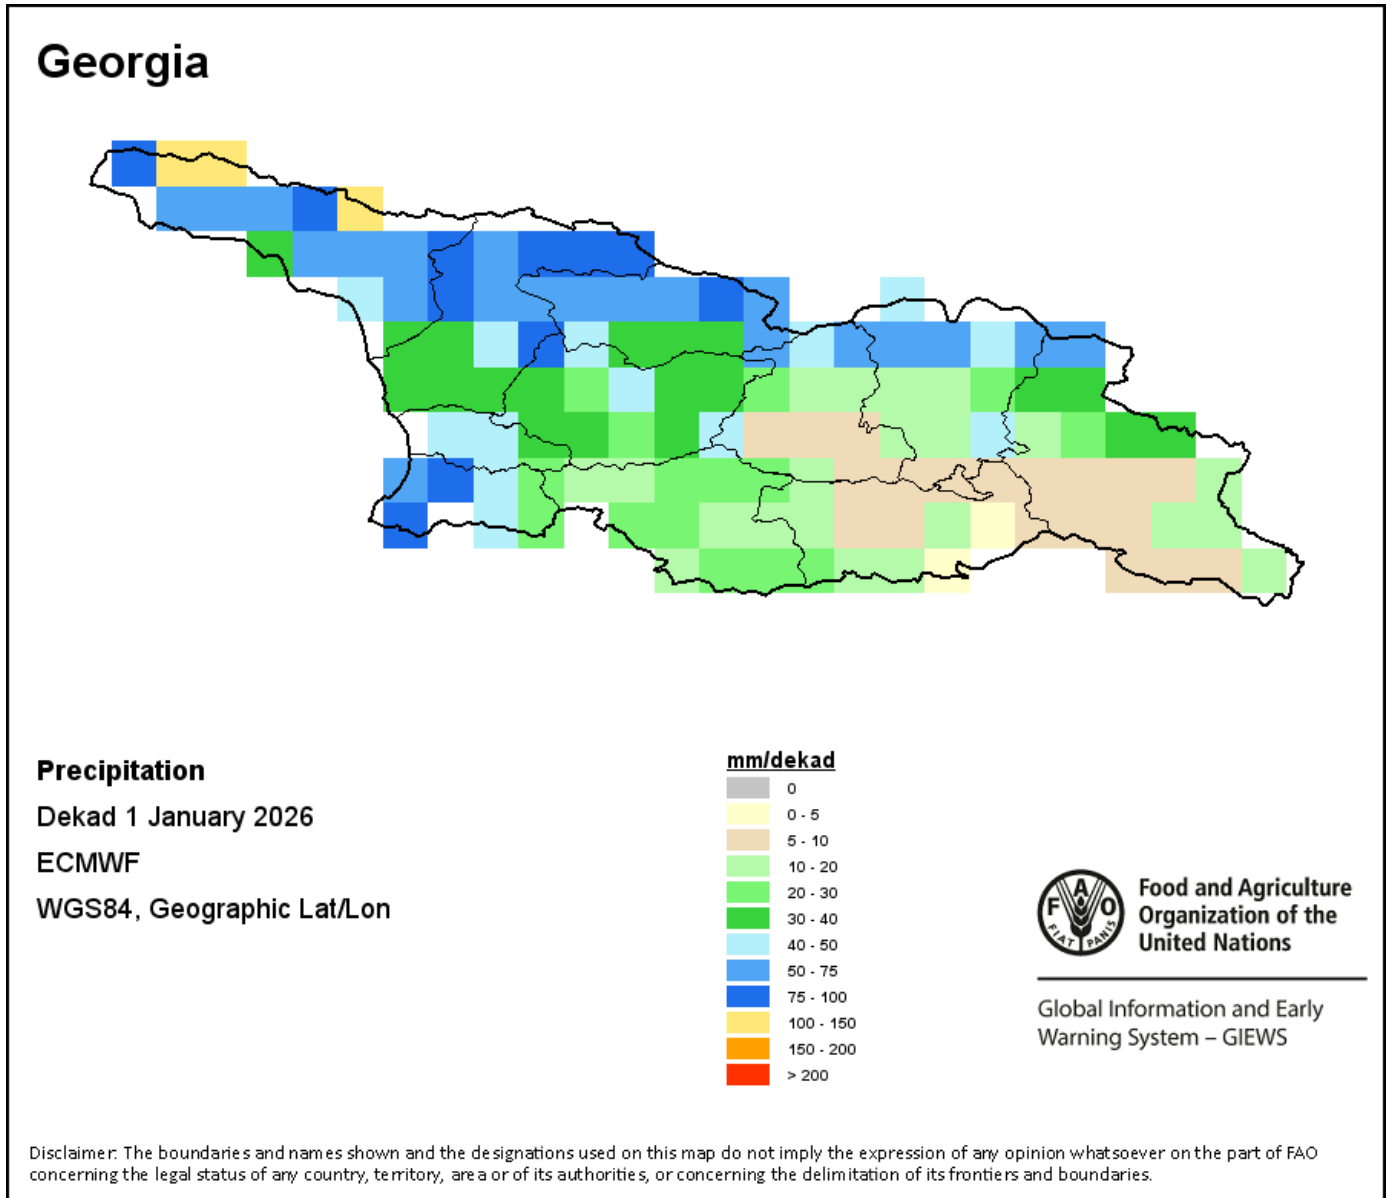 Georgia
Precipitation
Dekad 1 January 2026
ECMWF
WGS84, Geographic Lat/Lon
mm/dekad
0
0 - 5
5 - 10
10 - 20
20 - 30
30 - 40
40 - 50
50 - 75
75 - 100
100 - 150
150 - 200
> 200
F A O
FIAT PANIS
Food and Agriculture
Organization of the
United Nations
Global Information and Early
Warning System – GIEWS
Disclaimer: The boundaries and names shown and the designations used on this map do not imply the expression of any opinion whatsoever on the part of FAO
concerning the legal status of any country, territory, area or of its authorities, or concerning the delimitation of its frontiers and boundaries.